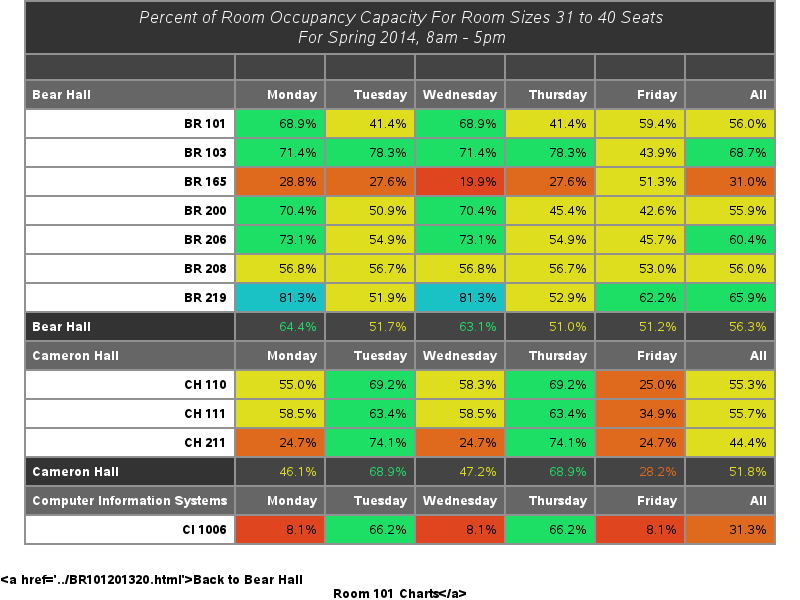 Percent of Room Occupancy Capacity For Room Sizes 31 to 40 Seats
For Spring 2014, 8am - 5pm
Bear Hall Monday Tuesday Wednesday Thursday Friday All
BR 101 68.9% 41.4% 68.9% 41.4% 59.4% 56.0%
BR 103 71.4% 78.3% 71.4% 78.3% 43.9% 68.7%
BR 165 28.8% 27.6% 19.9% 27.6% 51.3% 31.0%
BR 200 70.4% 50.9% 70.4% 45.4% 42.6% 55.9%
BR 206 73.1% 54.9% 73.1% 54.9% 45.7% 60.4%
BR 208 56.8% 56.7% 56.8% 56.7% 53.0% 56.0%
BR 219 81.3% 51.9% 81.3% 52.9% 62.2% 65.9%
Bear Hall 64.4% 51.7% 63.1% 51.0% 51.2% 56.3%
Cameron Hall Monday Tuesday Wednesday Thursday Friday All
CH 110 55.0% 69.2% 58.3% 69.2% 25.0% 55.3%
CH 111 58.5% 63.4% 58.5% 63.4% 34.9% 55.7%
CH 211 24.7% 74.1% 24.7% 74.1% 24.7% 44.4%
Cameron Hall 46.1% 68.9% 47.2% 68.9% 28.2% 51.8%
Computer Information Systems Monday Tuesday Wednesday Thursday Friday All
CI 1006 8.1% 66.2% 8.1% 66.2% 8.1% 31.3%
<a href='../BR101201320.html'>Back to Bear Hall
Room 101 Charts</a>